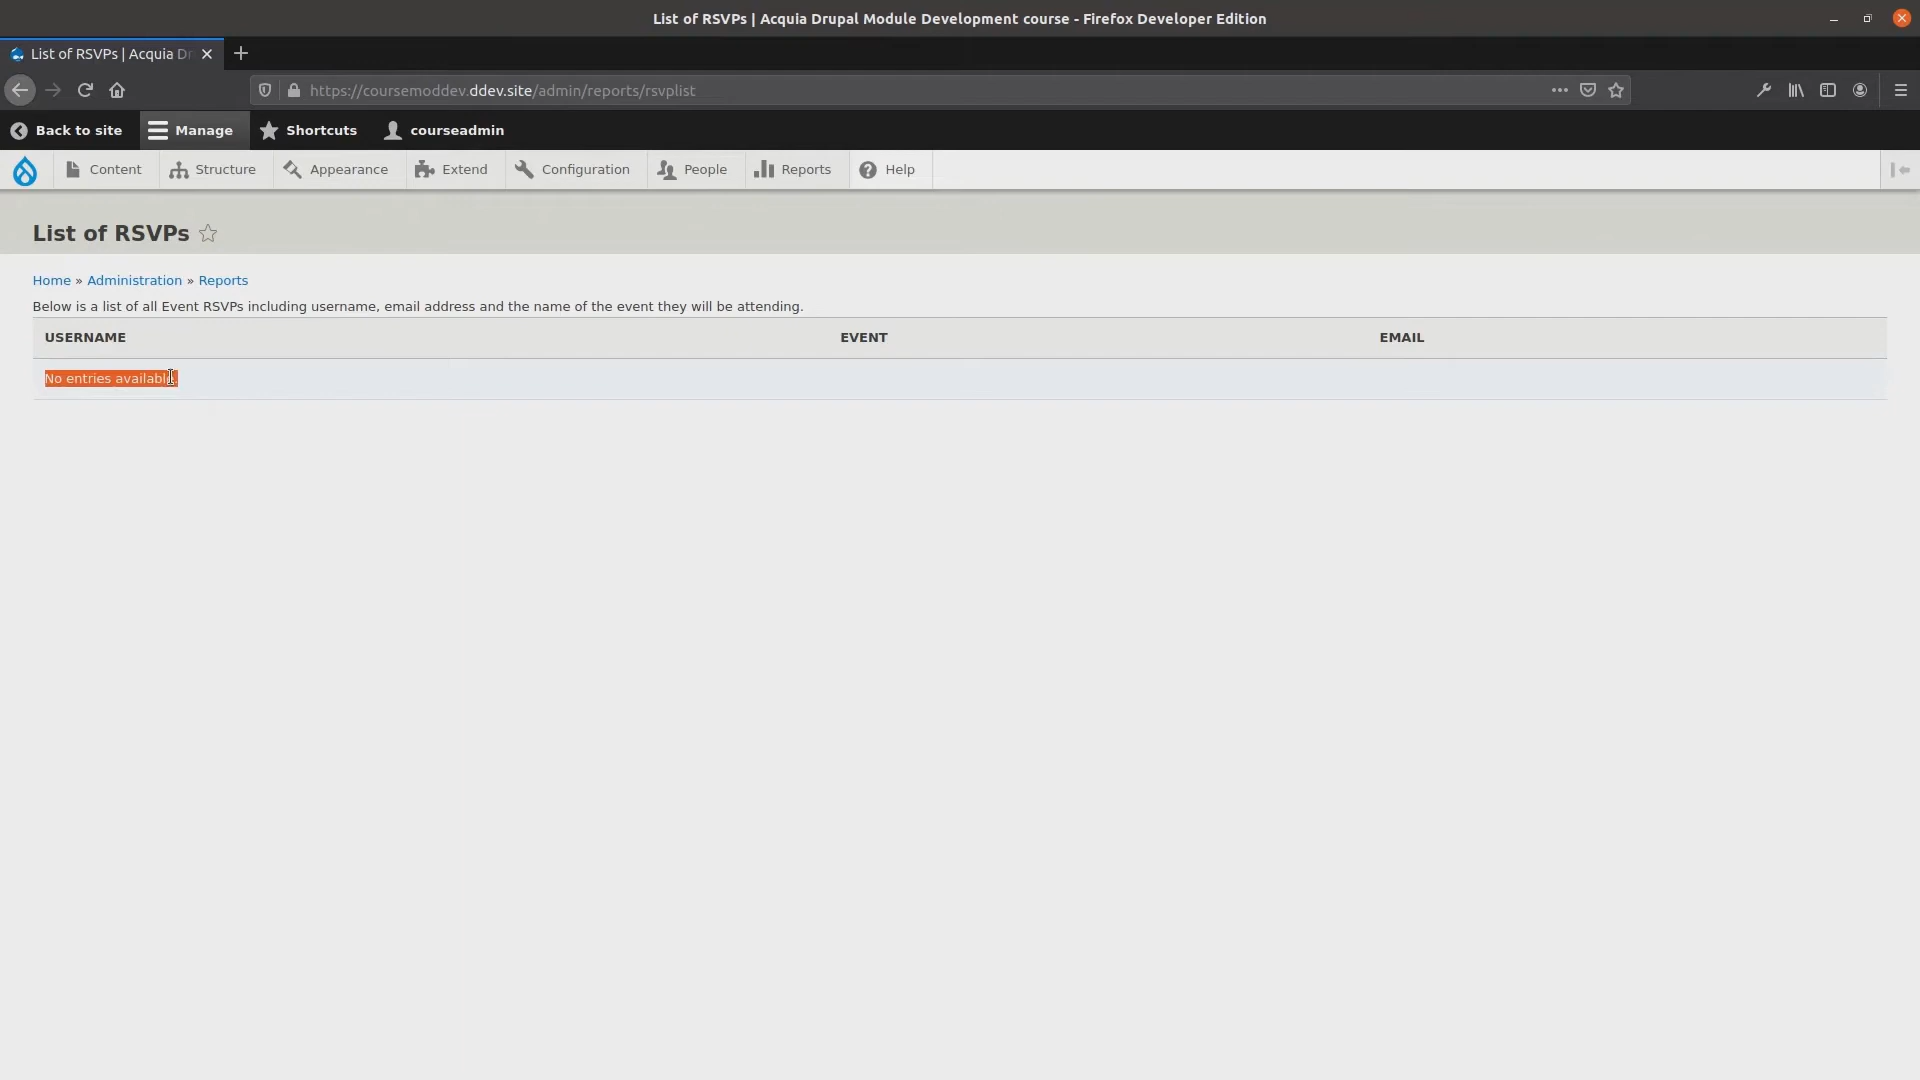 List of RSVPs | Acquia Drupal Module Development course - Firefox Developer Edition
List of RSVPs | Acquia Dr
https://coursemoddev.ddev.site/admin/reports/rsvplist
Back to site Manage Shortcuts courseadmin
Content Structure Appearance Extend Configuration People Reports Help
List of RSVPs
Home » Administration » Reports
Below is a list of all Event RSVPs including username, email address and the name of the event they will be attending.
USERNAME EVENT EMAIL
No entries available.